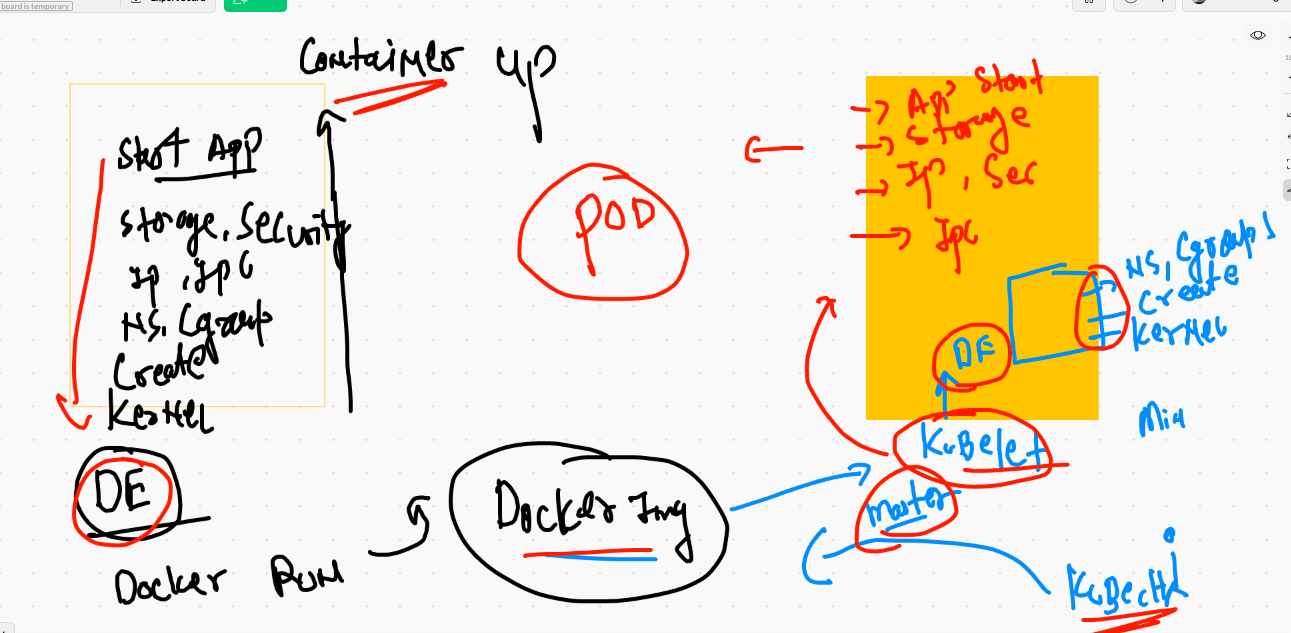 board is temporary
Container up
Start App
Storage, Security
Ip, IPC
NS, Cgroup
Create
Kernel
DE
Docker Run
Docker Img
POD
App Start
Storage
Ip, Sec
Ipc
NS, Cgroups
Create
Kernel
DE
Kubelet
master
Kubectl